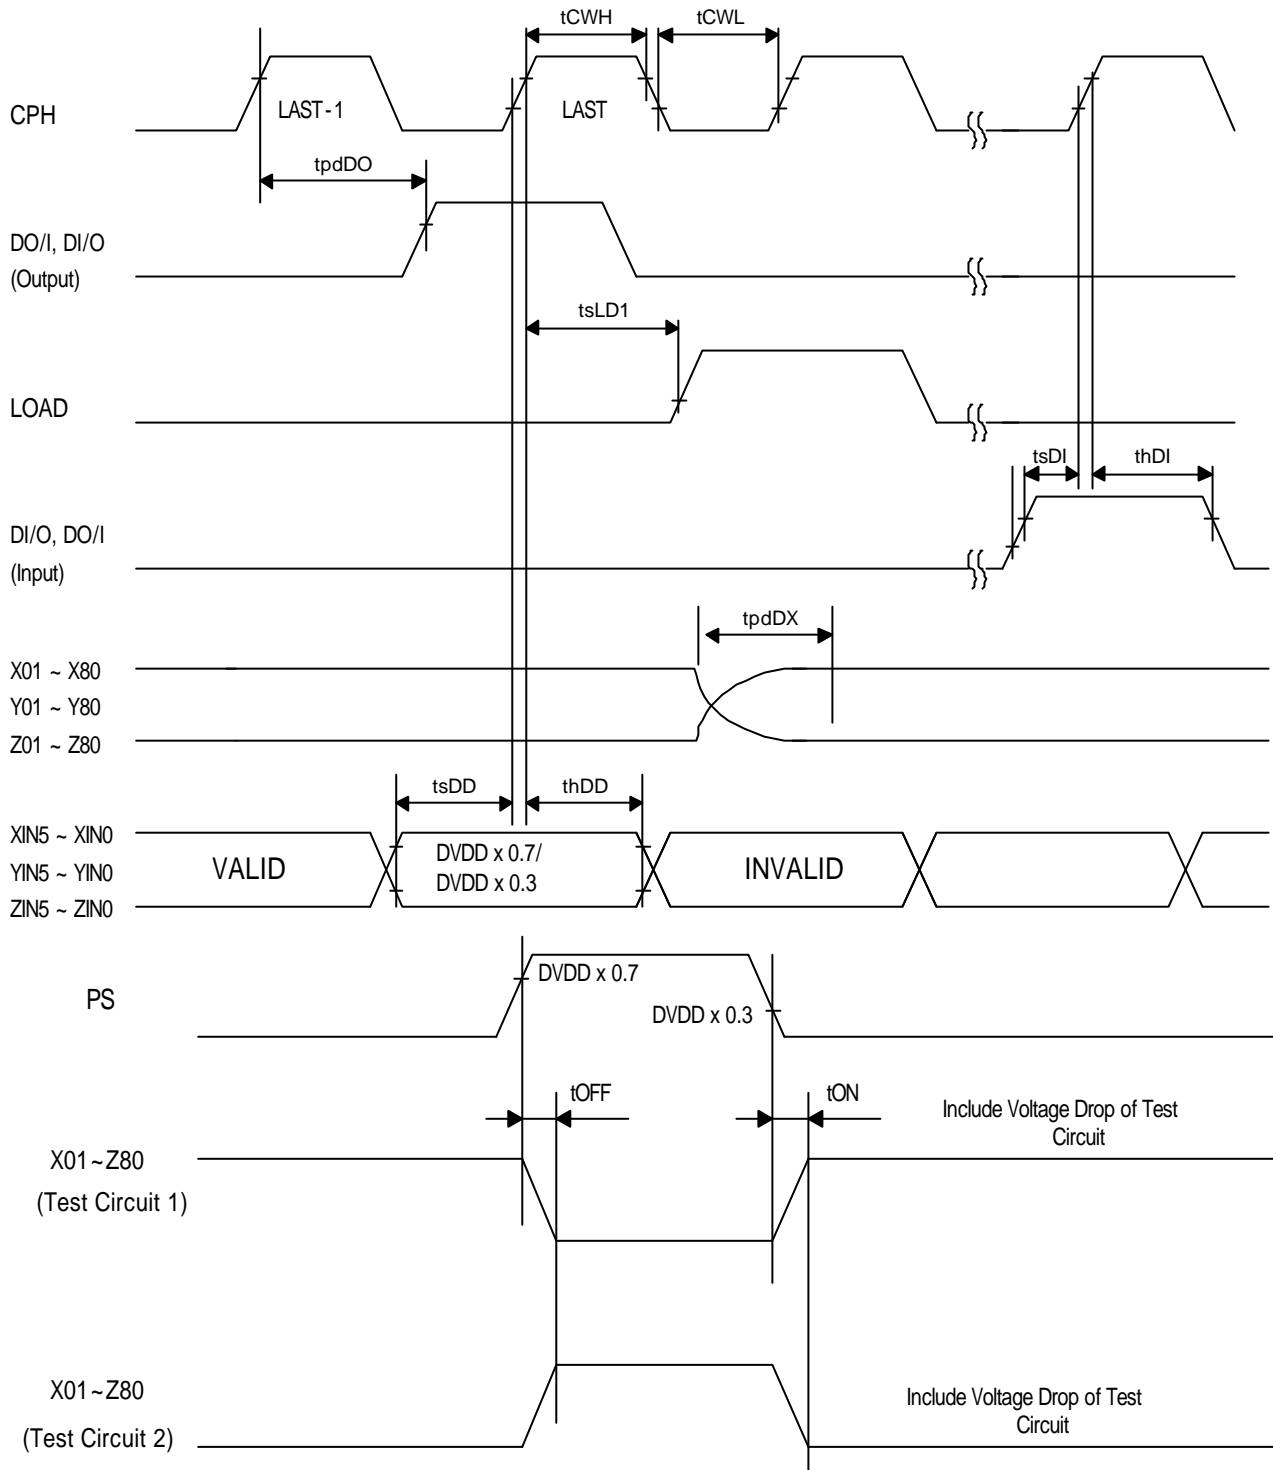 tCWH
tCWL
CPH
LAST-1
LAST
tpdDO
DO/I, DI/O
(Output)
tsLD1
LOAD
tsDI
thDI
DI/O, DO/I
(Input)
tpdDX
X01 ~ X80
Y01 ~ Y80
Z01 ~ Z80
tsDD
thDD
XIN5 ~ XIN0
YIN5 ~ YIN0
ZIN5 ~ ZIN0
VALID
DVDD x 0.7/
DVDD x 0.3
INVALID
PS
DVDD x 0.7
DVDD x 0.3
tOFF
tON
Include Voltage Drop of Test
Circuit
X01~Z80
(Test Circuit 1)
X01~Z80
(Test Circuit 2)
Include Voltage Drop of Test
Circuit